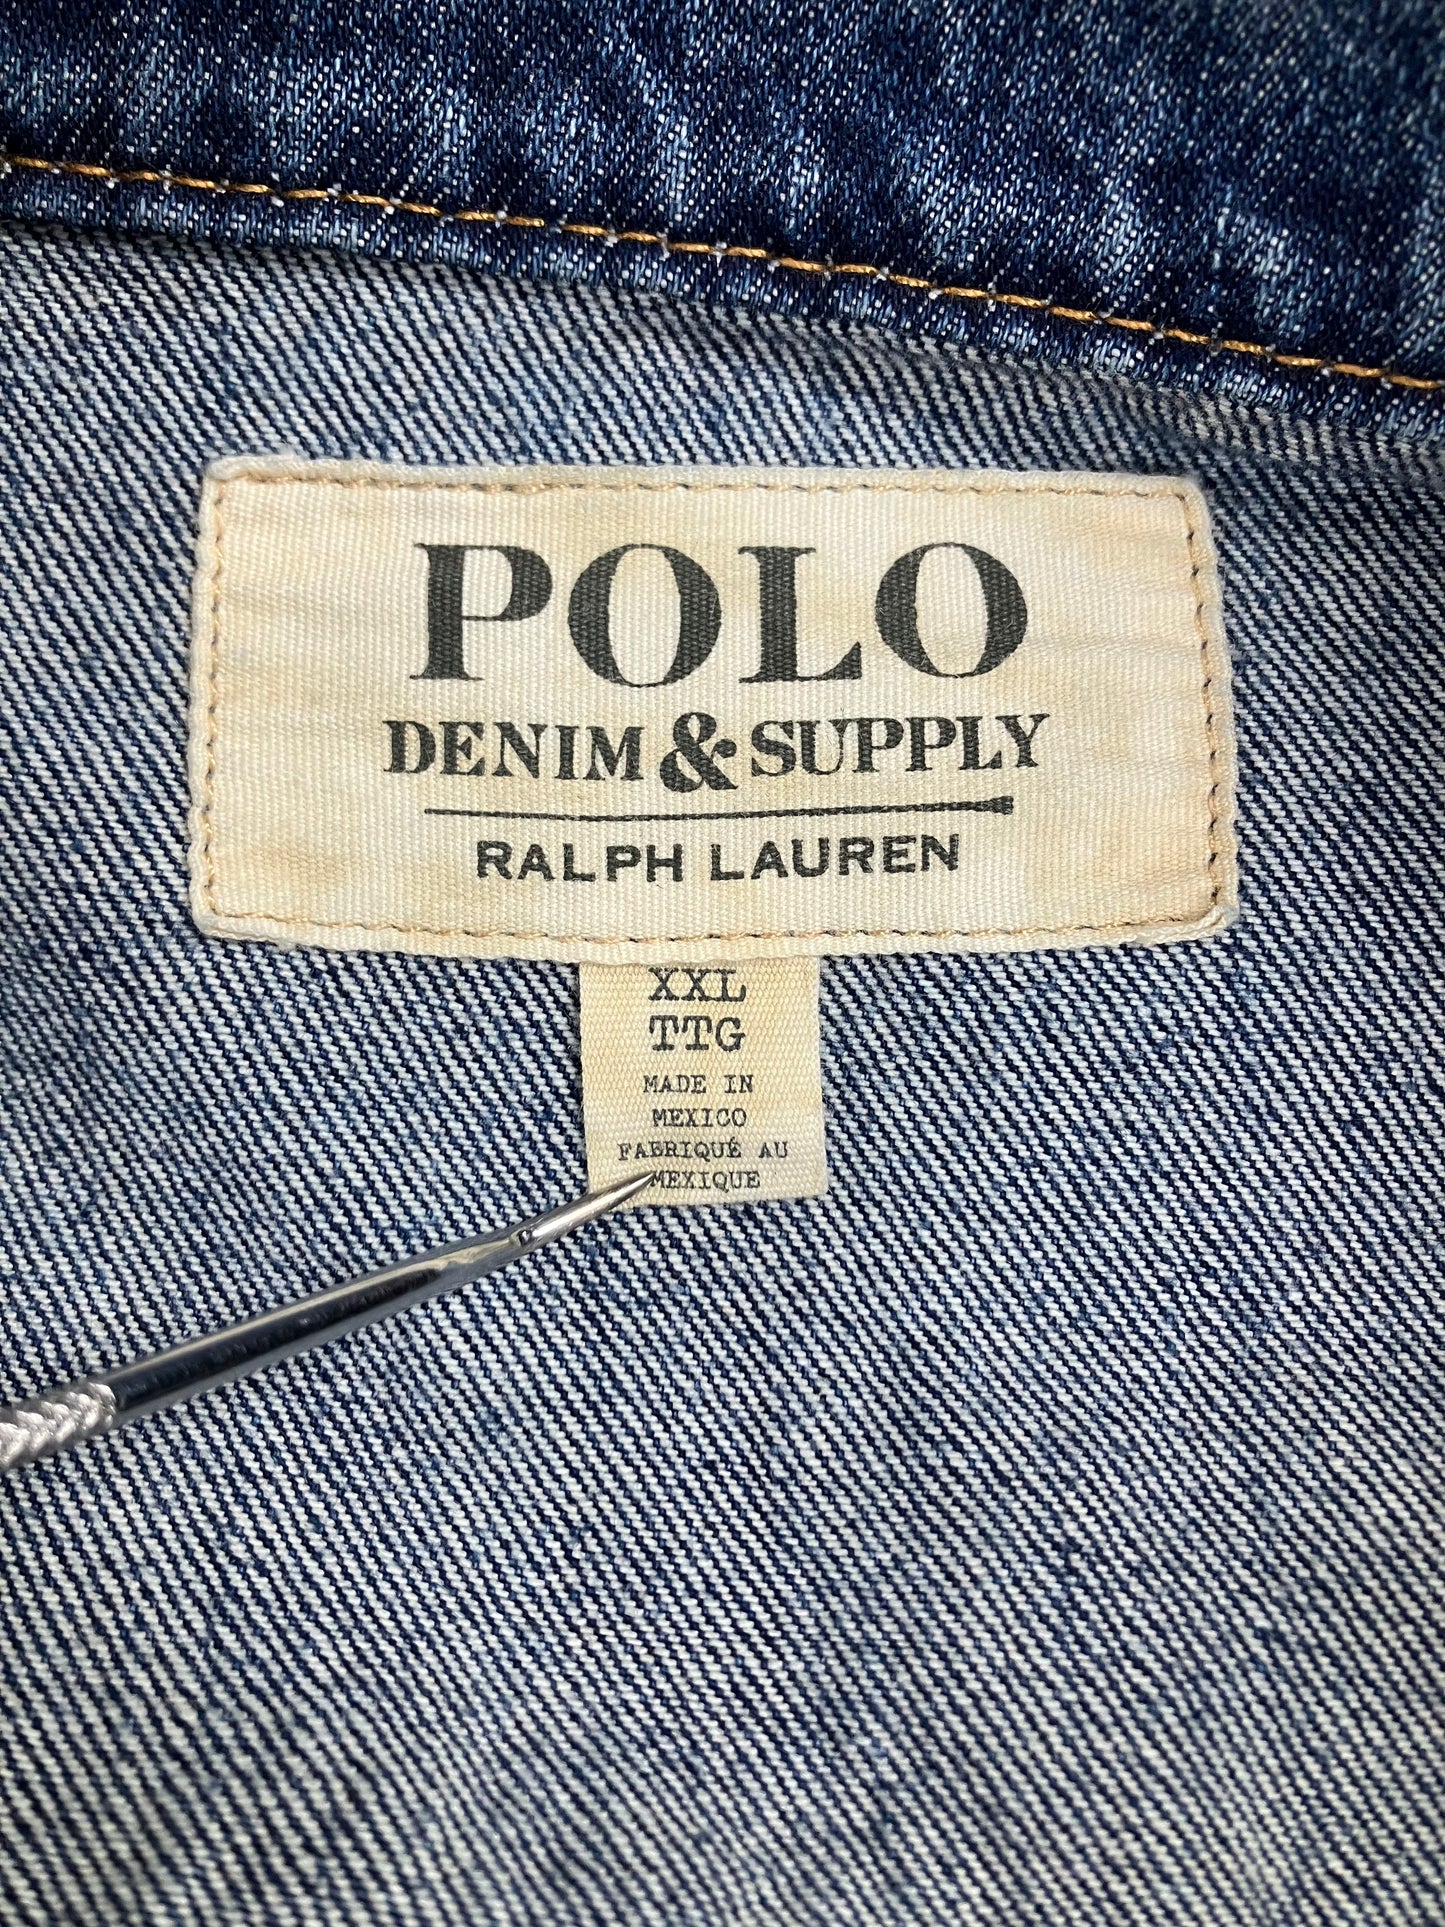 POLO
DENIM & SUPPLY
RALPH LAUREN
XXL
TTG
MADE IN
MEXICO
FABRIQUÉ AU
MEXIQUE